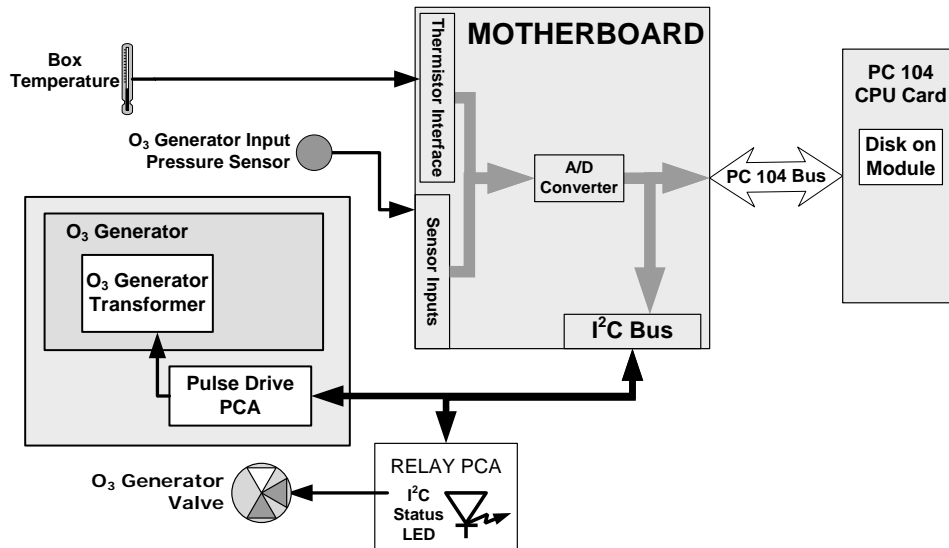 MOTHERBOARD
Box
Temperature
Thermistor Interface
O₃ Generator Input
Pressure Sensor
A/D
Converter
Sensor Inputs
I²C Bus
PC 104 Bus
PC 104
CPU Card
Disk on
Module
O₃ Generator
O₃ Generator
Transformer
Pulse Drive
PCA
RELAY PCA
I²C
Status
LED
O₃ Generator
Valve